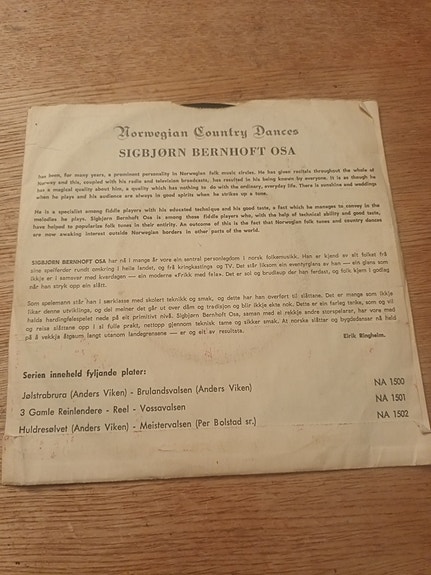 Norwegian Country Dances
SIGBJØRN BERNHOFT OSA
has been, for many years, a prominent personality in Norwegian folk music circles. He has given recitals throughout the whole of
Norway and this, coupled with his radio and television broadcasts, has resulted in his being known by everyone. It is as though he
has a magical quality about him, a quality which has nothing to do with the ordinary, everyday life. There is sunshine and weddings
when he plays and his audience are always in good spirits when he strikes up a tone.
He is a specialist among fiddle players with his educated technique and his good taste, a fact which he manages to convey in the
melodies he plays. Sigbjørn Bernhoft Osa is among those fiddle players who, with the help of technical ability and good taste,
have helped to popularize folk tunes in their entirity. An outcome of this is the fact that Norwegian folk tunes and country dances
are now awaking interest outside Norwegian borders in other parts of the world.
SIGBJØRN BERNHOFT OSA har nå i mange år vore ein sentral personlegdom i norsk folkemusikk. Han er kjend av alt folket frå
sine spelferder rundt omkring i heile landet, og frå kringkastinga og TV. Det står liksom ein eventyrglans av han — ein glans som
ikkje er i samsvar med kvardagen — ein moderne «Frikk med fela». Det er sol og brudlaup der han ferdast, og folk kjem i godlag
når han stryk opp ein slått.
Som spelemann står han i særklasse med skolert teknikk og smak, og dette har han overført til slåttane. Det er mange som ikkje
likar denne utviklinga, og dei meiner det går ut over dåm og tradisjon og blir ikkje ekte nok. Dette er ein farleg tanke, som og vil
halda hardingfelespelet nede på eit primitivt nivå. Sigbjørn Bernhoft Osa, saman med ei rekkje andre storspelarar, har vore med
og reise slåttane opp i si fulle prakt, nettopp gjennom teknisk tame og sikker smak. At norske slåttar og bygdedansar nå held
på å vekkja åtgaum langt utanom landegrensene — er og eit av resultata.
Eirik Ringheim.
Serien inneheld fyljande plater:
Jølstrabrura (Anders Viken) - Brulandsvalsen (Anders Viken) NA 1500
3 Gamle Reinlendere - Reel - Vossavalsen NA 1501
Huldresølvet (Anders Viken) - Meistervalsen (Per Bolstad sr.) NA 1502